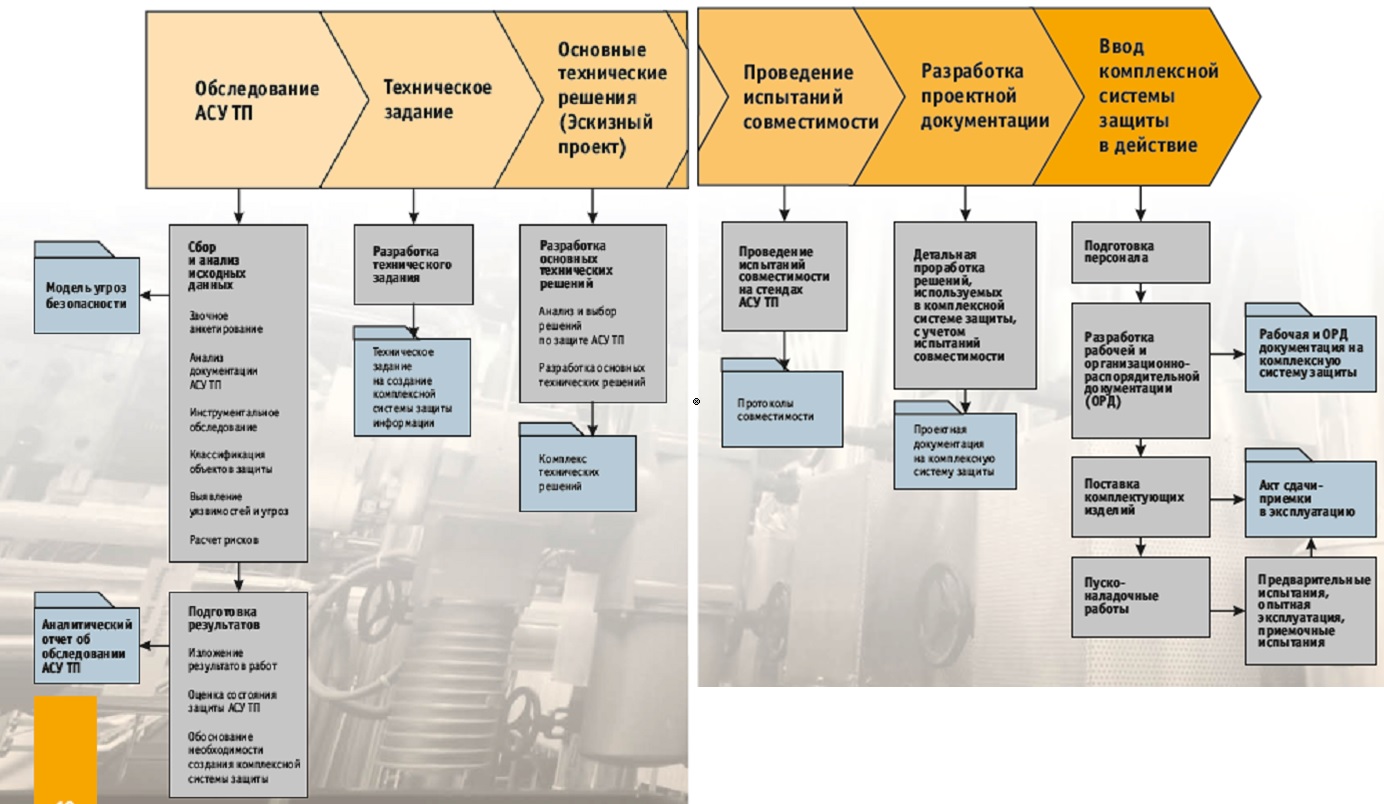 Обследование
АСУ ТП
Техническое
задание
Основные
технические
решения
(Эскизный
проект)
Проведение
испытаний
совместимости
Разработка
проектной
документации
Ввод
комплексной
системы
защиты
в действие
Модель угроз
безопасности
Сбор
и анализ
исходных
данных
Заочное
анкетирование
Анализ
документации
АСУ ТП
Инструментальное
обследование
Классификация
объектов защиты
Выявление
уязвимостей и угроз
Расчет рисков
Аналитический
отчет об
обследовании
АСУ ТП
Подготовка
результатов
Изложение
результатов работ
Оценка состояния
защиты АСУ ТП
Обоснование
необходимости
создания комплексной
системы защиты
Разработка
технического
задания
Техническое
задание
на создание
комплексной
системы защиты
информации
Разработка
основных
технических
решений
Анализ и выбор
решений
по защите АСУ ТП
Разработка основных
технических решений
Комплекс
технических
решений
Проведение
испытаний
совместимости
на стендах
АСУ ТП
Протоколы
совместимости
Детальная
проработка
решений,
используемых
в комплексной
системе защиты,
с учетом
испытаний
совместимости
Проектная
документация
на комплексную
систему защиты
Подготовка
персонала
Разработка
рабочей и
организационно-
распорядительной
документации
(ОРД)
Рабочая и ОРД
документация на
комплексную
систему защиты
Поставка
комплектующих
изделий
Акт сдачи-
приемки
в эксплуатацию
Пуско-
наладочные
работы
Предварительные
испытания,
опытная
эксплуатация,
приемочные
испытания